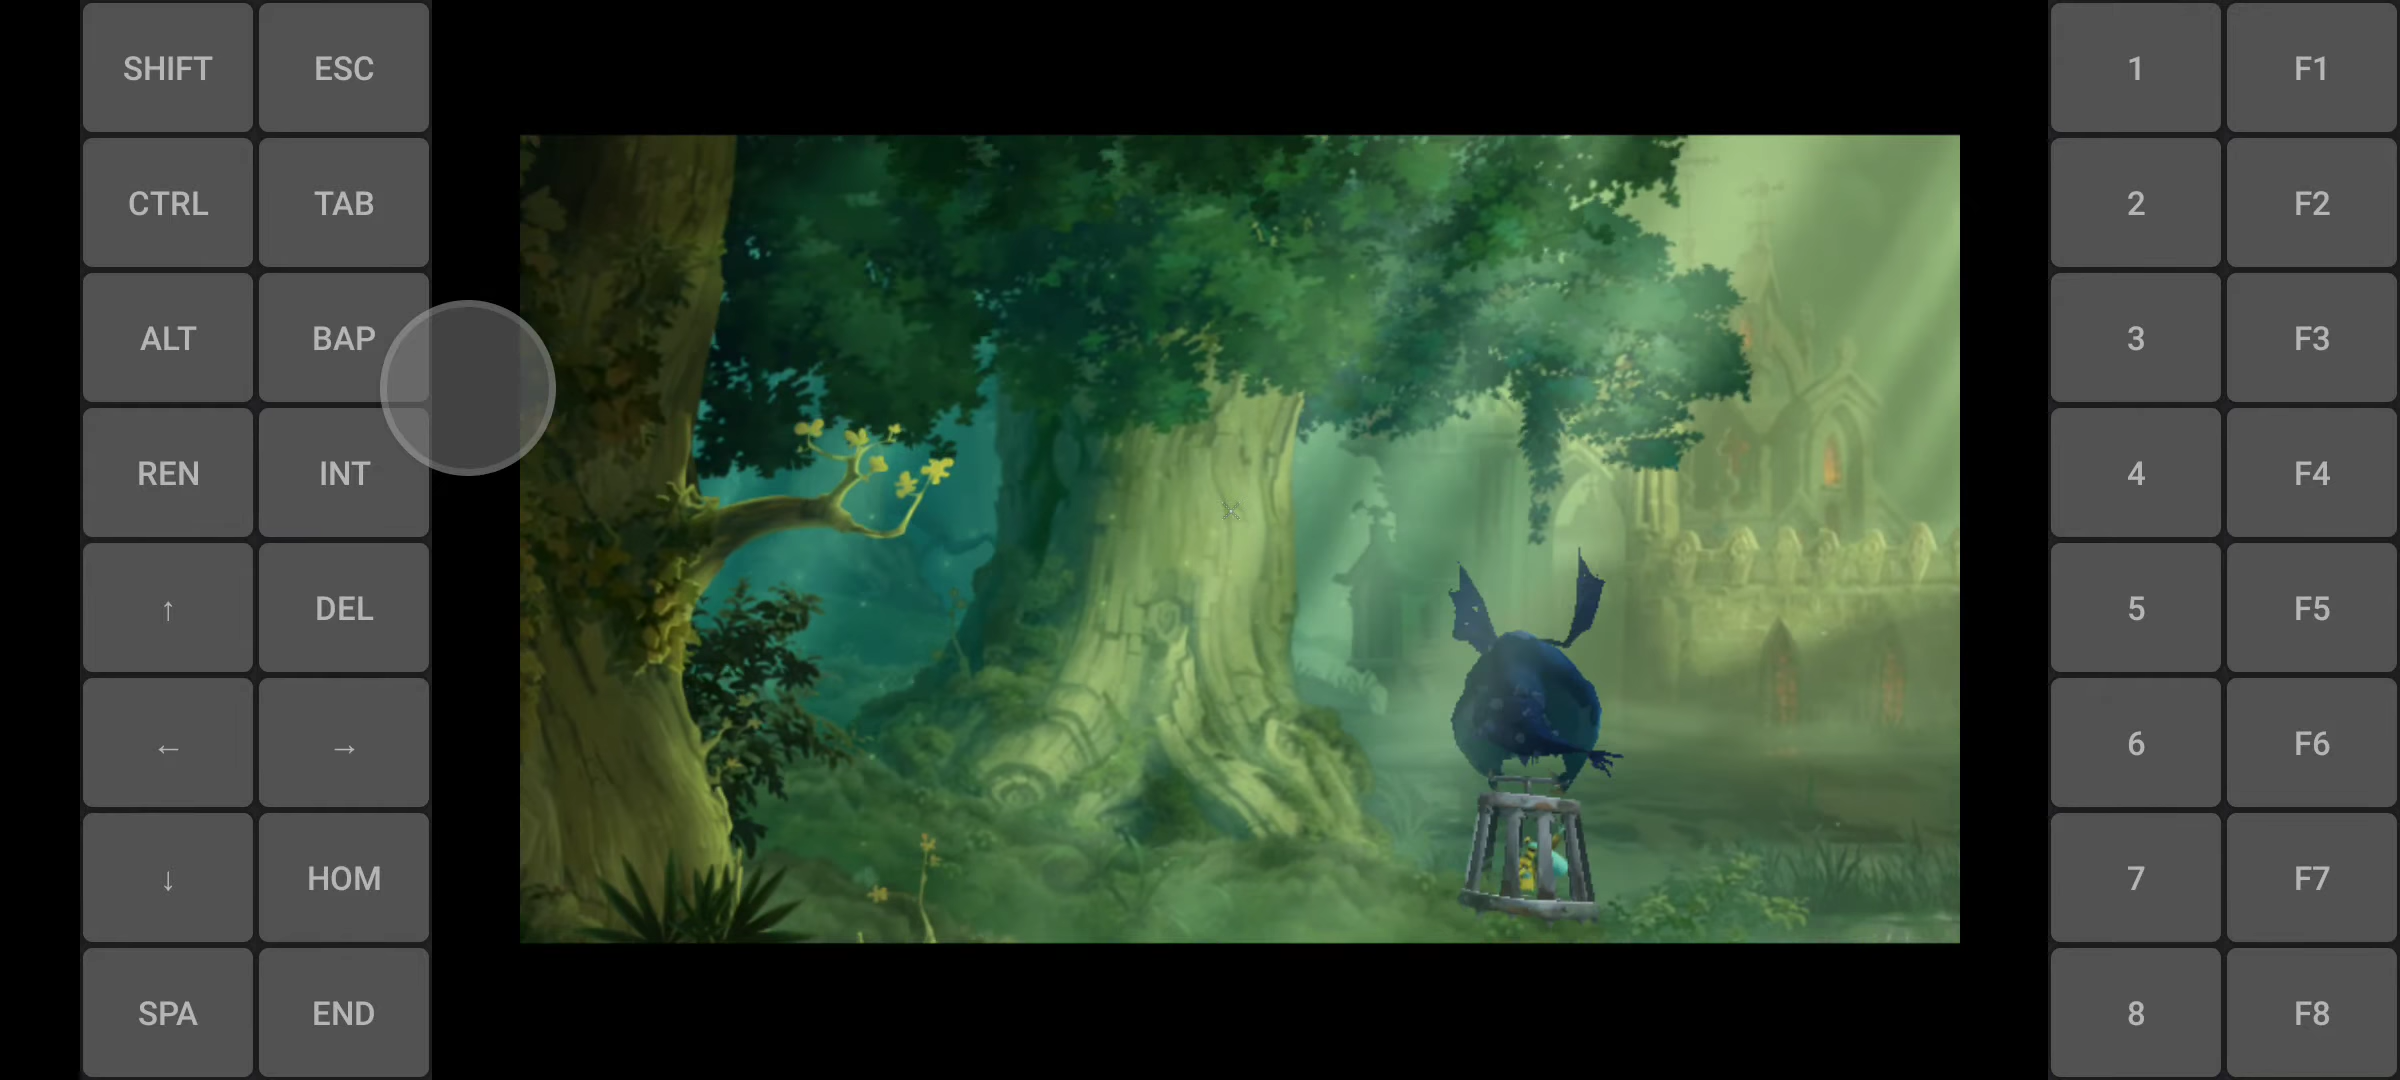 SHIFT ESC
CTRL TAB
ALT BAP
REN INT
↑ DEL
← →
↓ HOM
SPA END
1 F1
2 F2
3 F3
4 F4
5 F5
6 F6
7 F7
8 F8